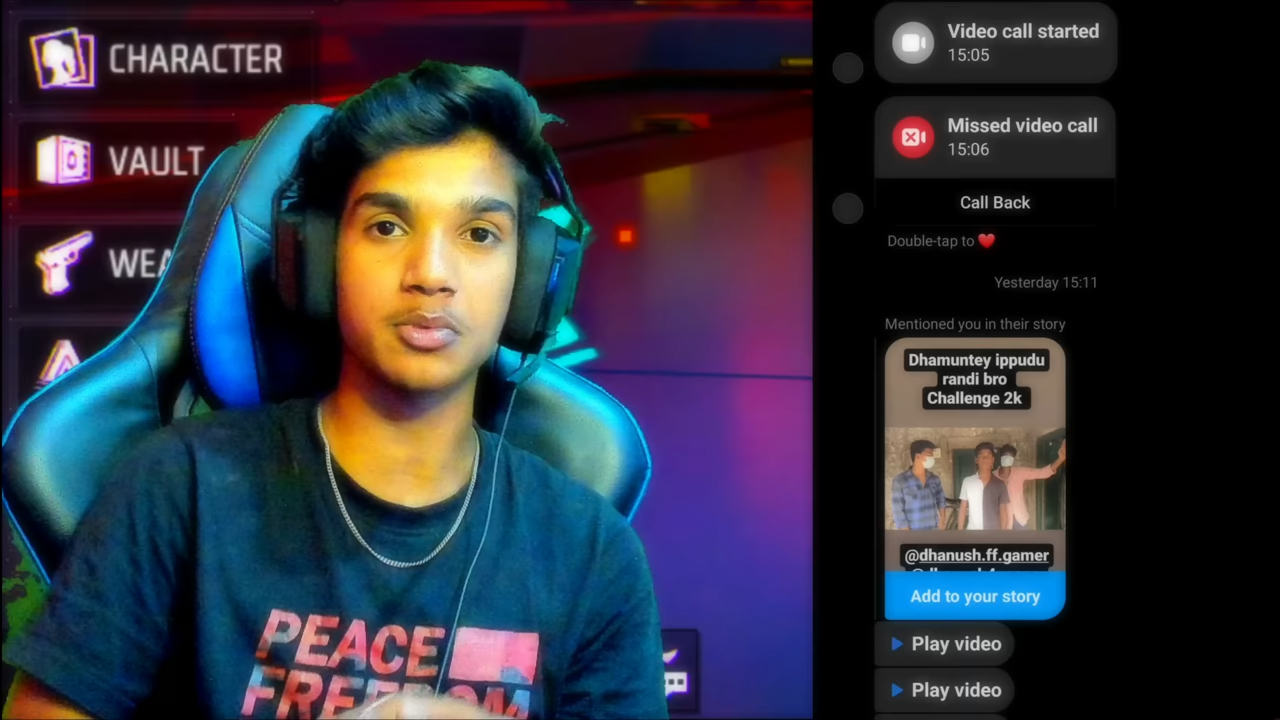 CHARACTER
VAULT
WEA
PEACE
FREEDOM
Video call started
15:05
Missed video call
15:06
Call Back
Double-tap to ❤️
Yesterday 15:11
Mentioned you in their story
Dhamuntey ippudu
randi bro
Challenge 2k
@dhanush.ff.gamer
Add to your story
Play video
Play video